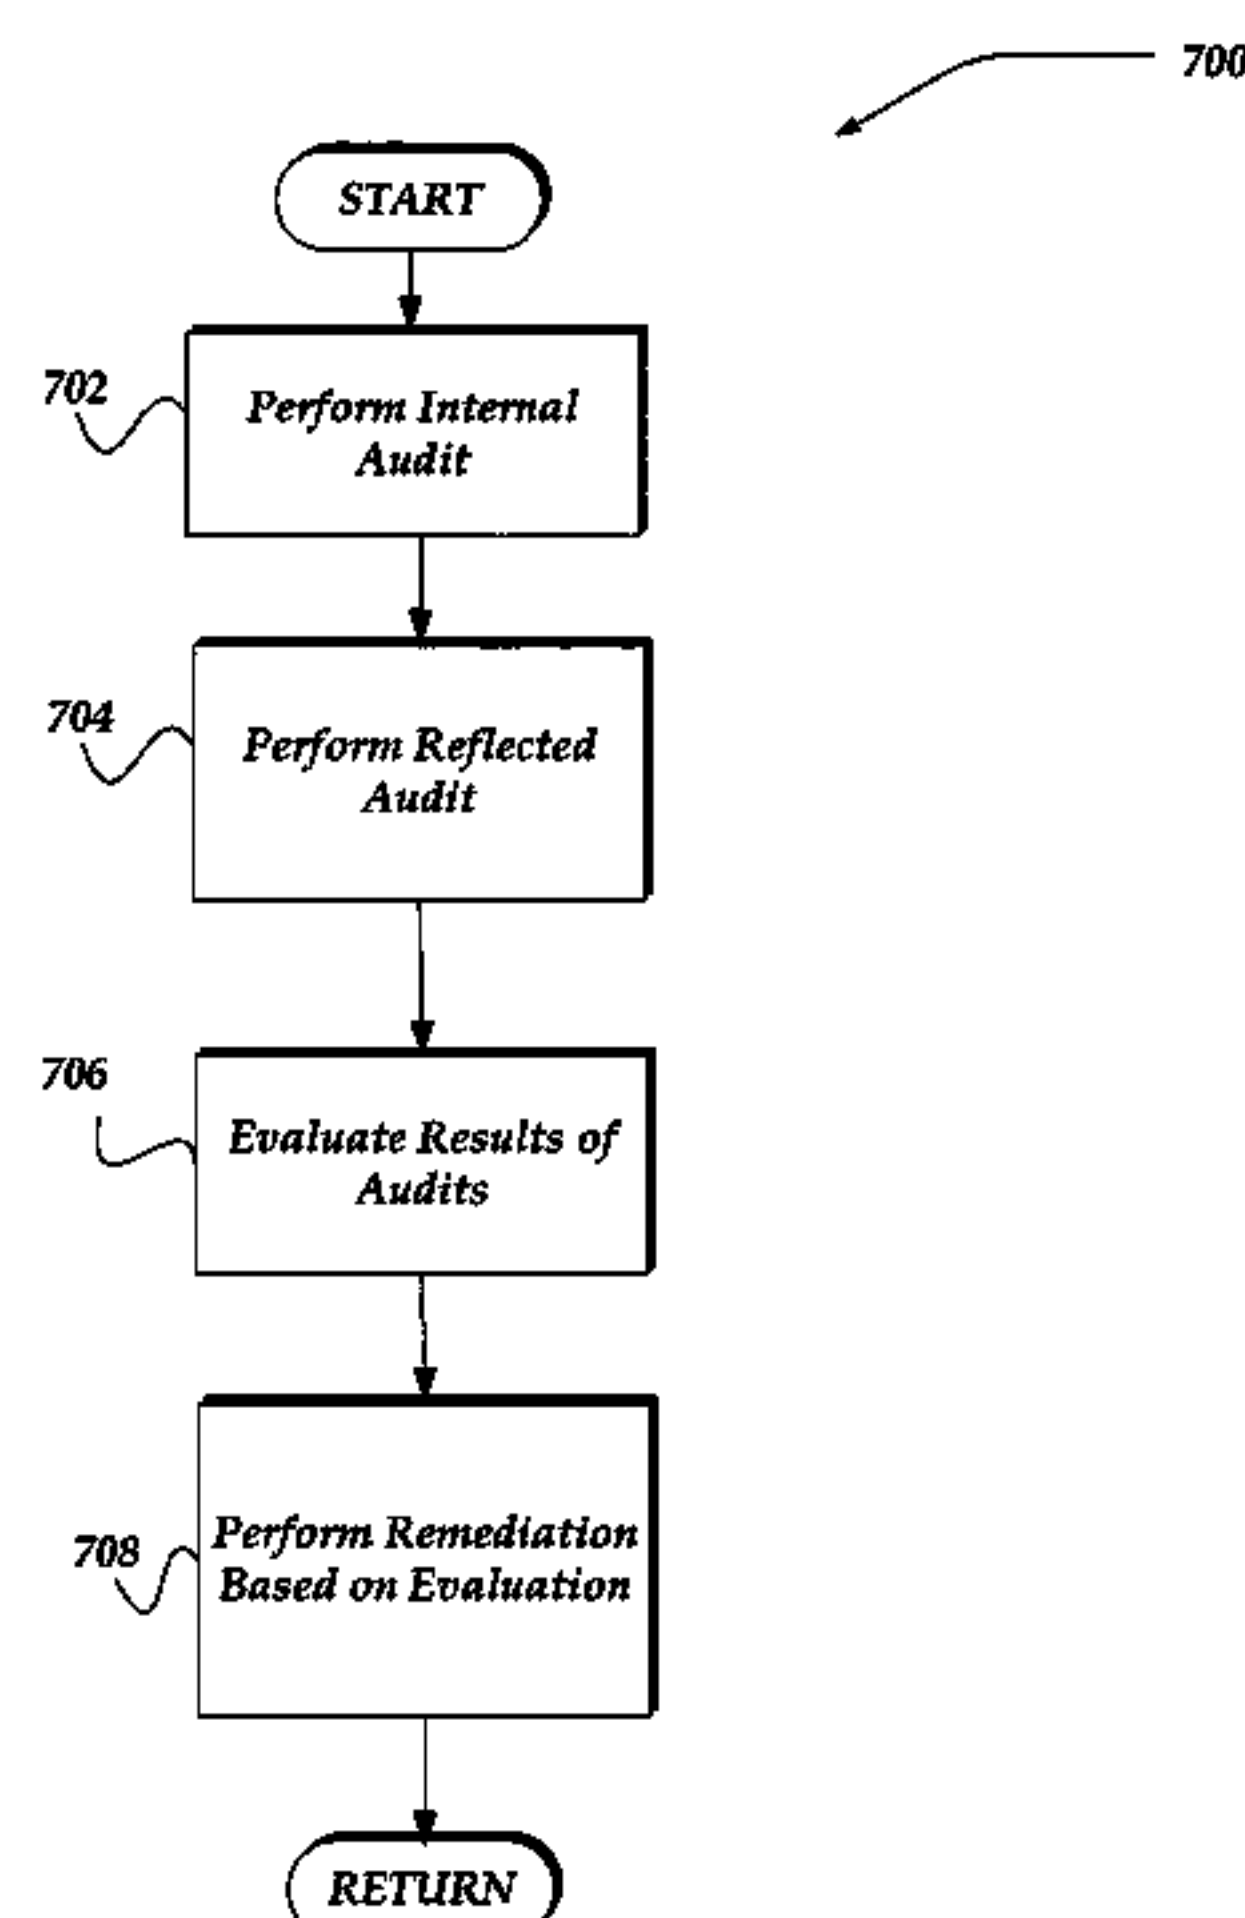 700
START
702
Perform Internal
Audit
704
Perform Reflected
Audit
706
Evaluate Results of
Audits
708
Perform Remediation
Based on Evaluation
RETURN